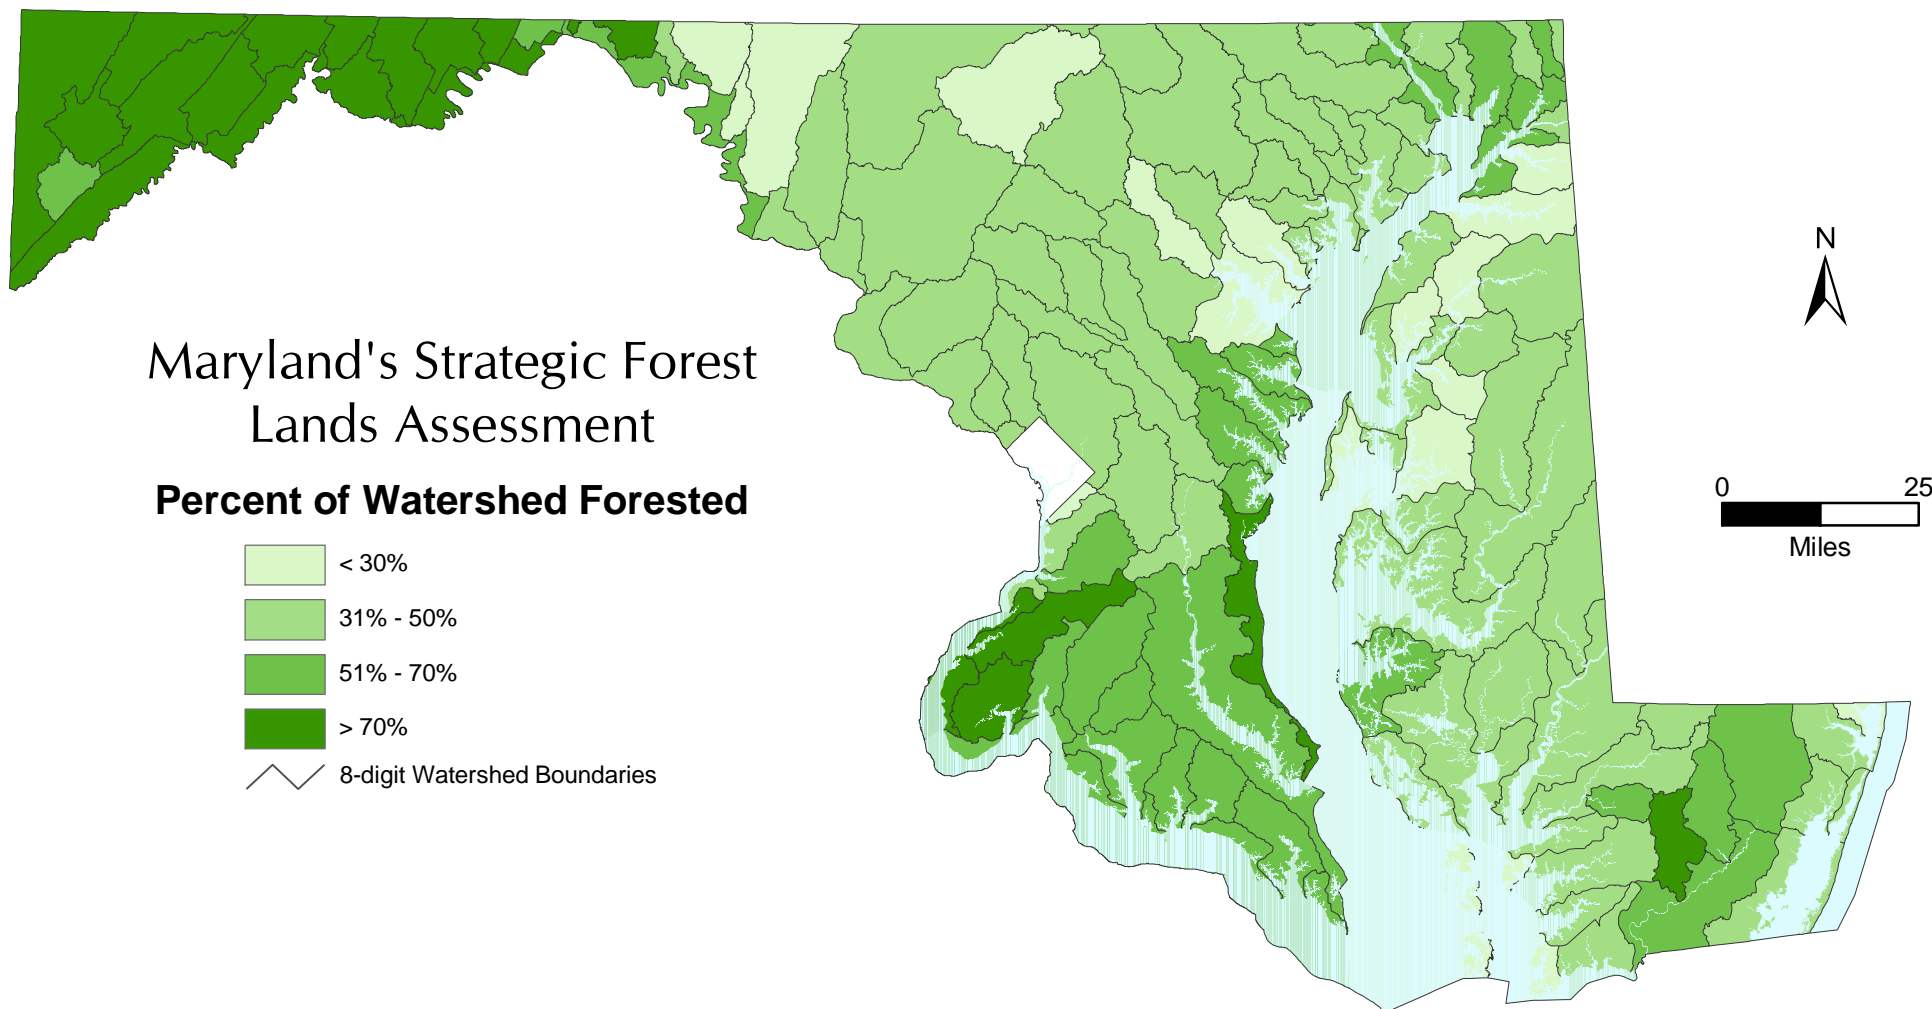 Maryland's Strategic Forest
Lands Assessment
Percent of Watershed Forested
< 30%
31% - 50%
51% - 70%
> 70%
8-digit Watershed Boundaries
N
0 25
Miles